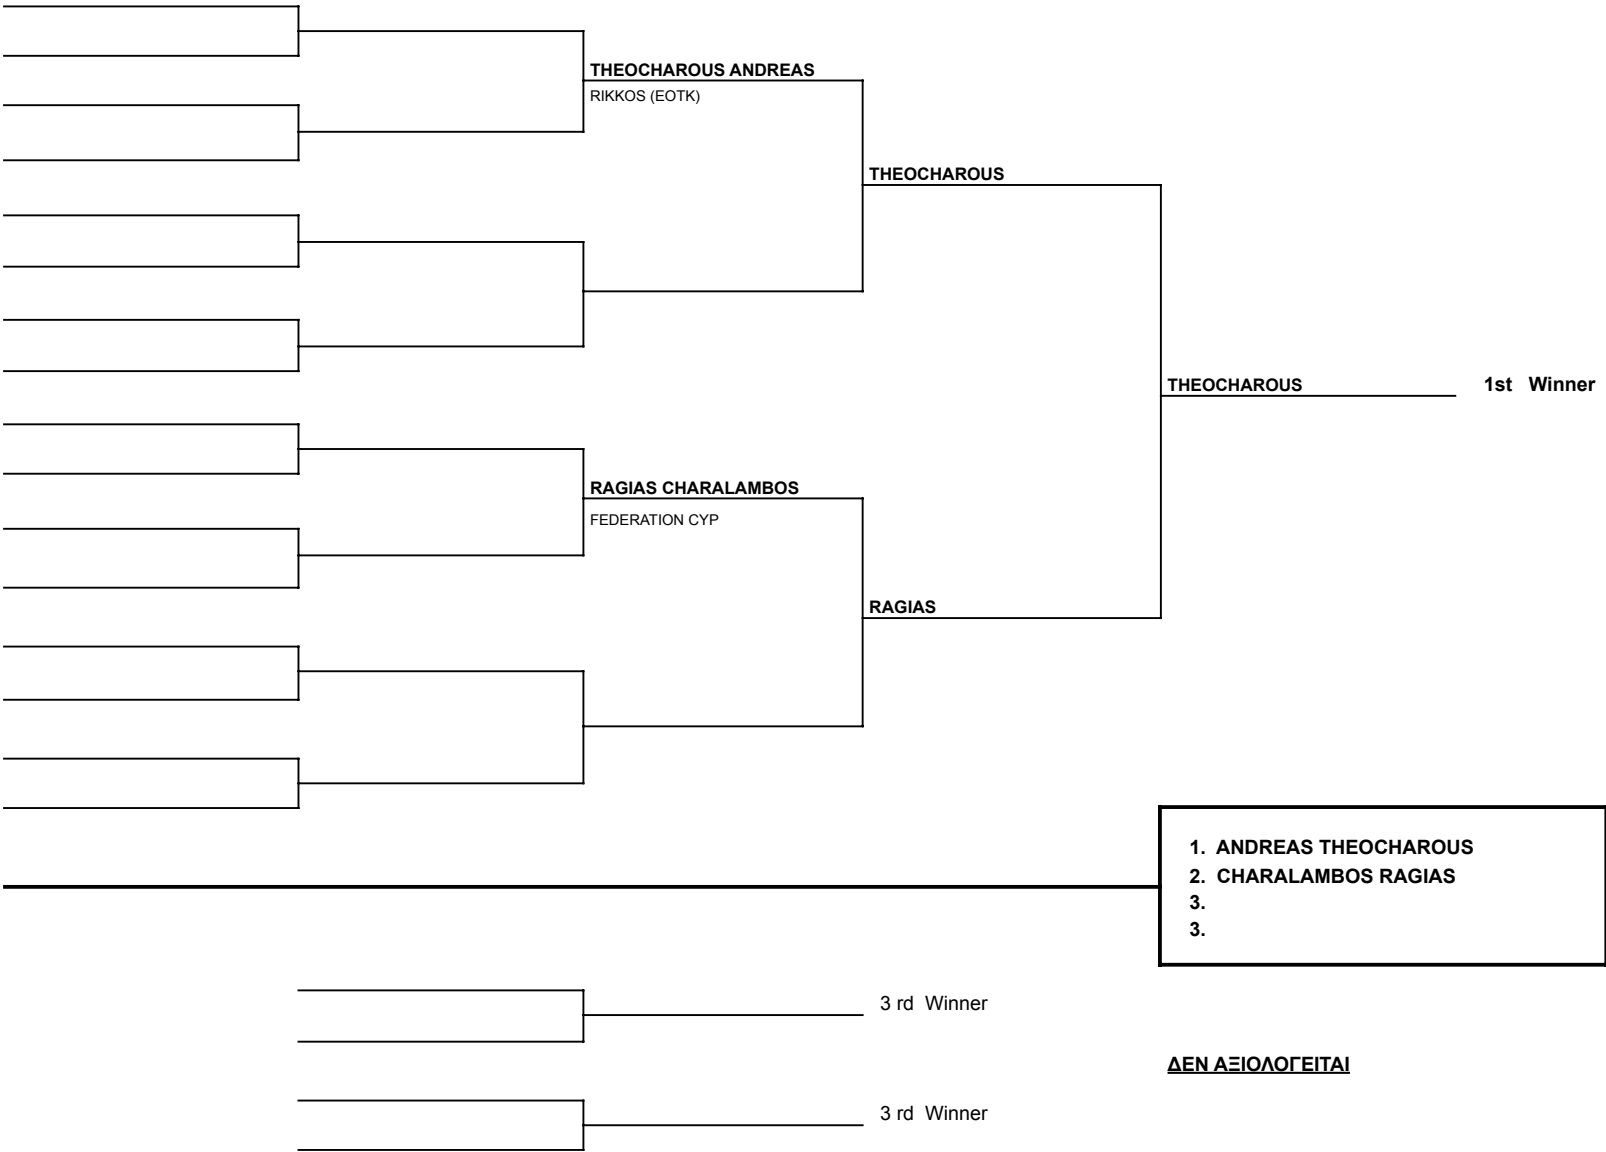 THEOCHAROUS ANDREAS
RIKKOS (EOTK)
THEOCHAROUS
THEOCHAROUS
1st Winner
RAGIAS CHARALAMBOS
FEDERATION CYP
RAGIAS
1. ANDREAS THEOCHAROUS
2. CHARALAMBOS RAGIAS
3.
3.
3 rd Winner
ΔΕΝ ΑΞΙΟΛΟΓΕΙΤΑΙ
3 rd Winner